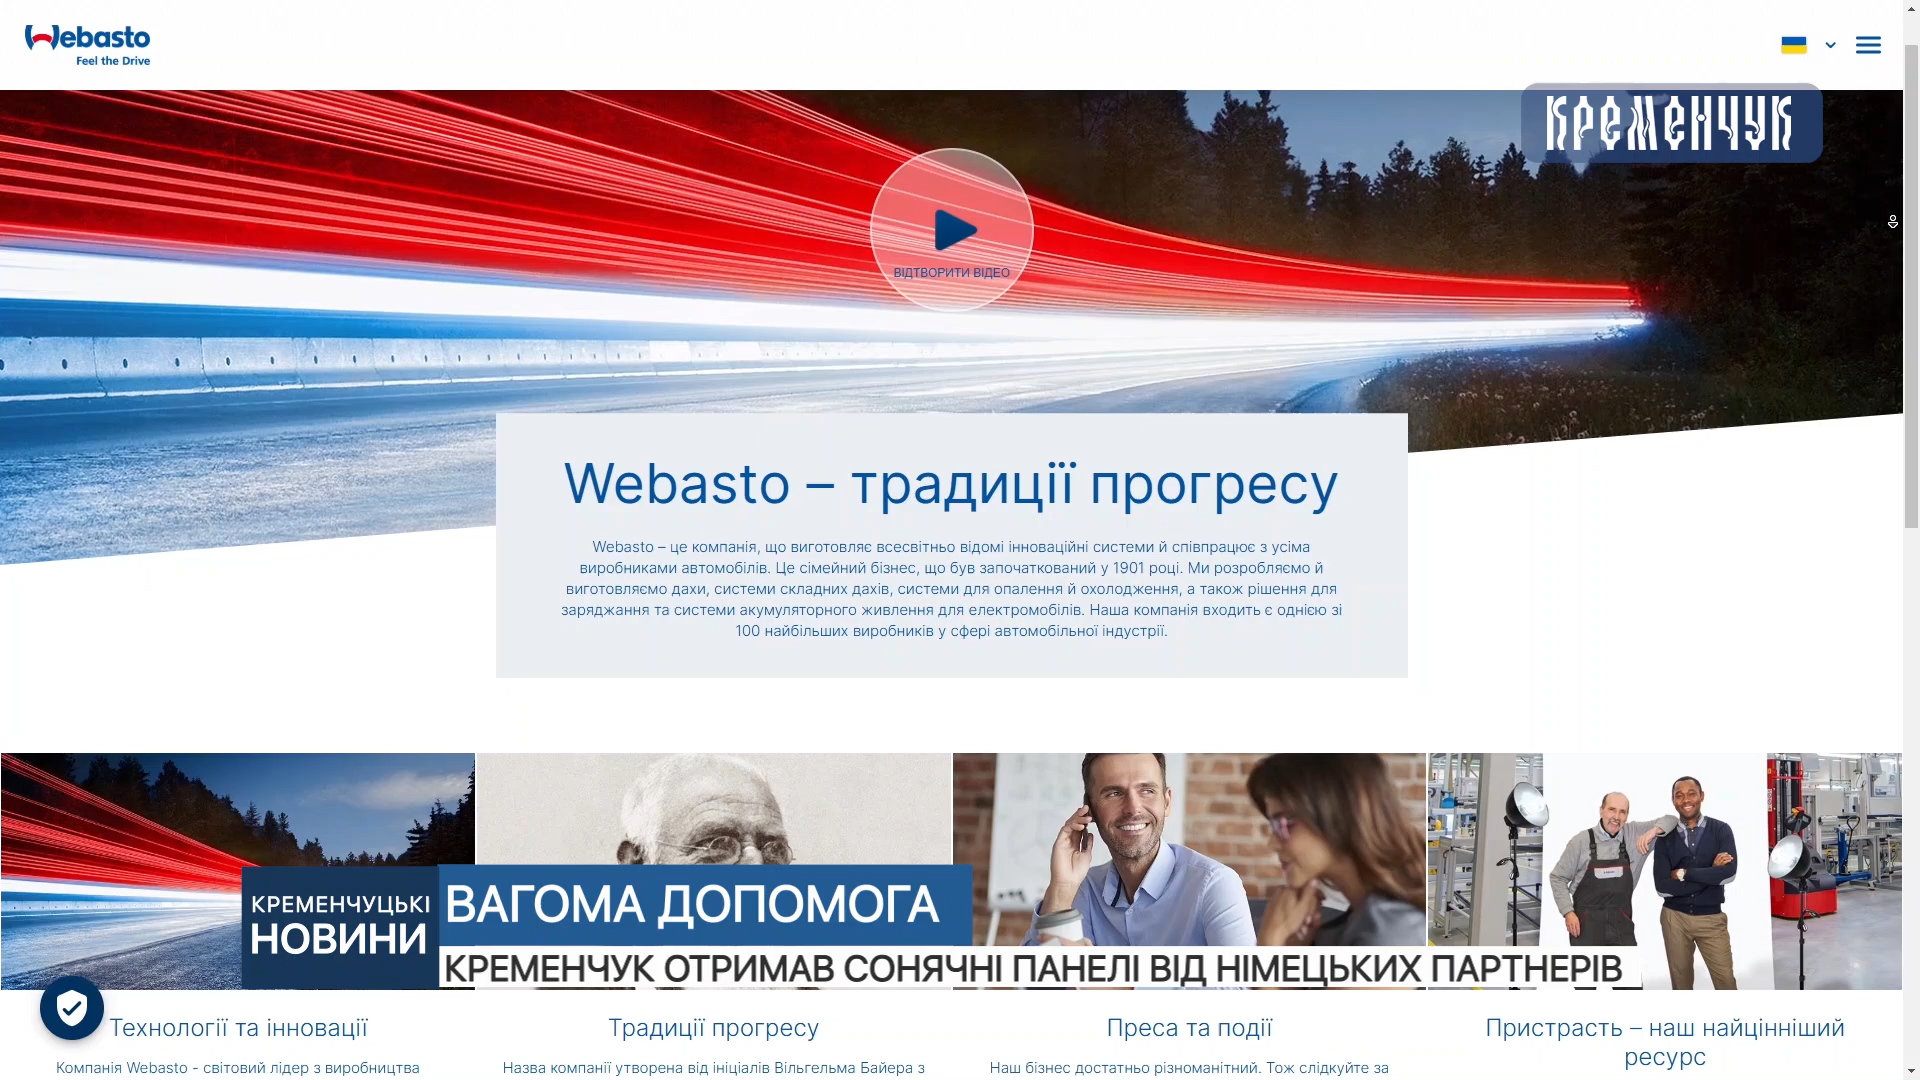 Webasto
Feel the Drive
КРЕМЕНЧУК
ВІДТВОРИТИ ВІДЕО
Webasto – традиції прогресу
Webasto – це компанія, що виготовляє всесвітньо відомі інноваційні системи й співпрацює з усіма
виробниками автомобілів. Це сімейний бізнес, що був започаткований у 1901 році. Ми розробляємо й
виготовляємо дахи, системи складних дахів, системи для опалення й охолодження, а також рішення для
заряджання та системи акумуляторного живлення для електромобілів. Наша компанія входить є однією зі
100 найбільших виробників у сфері автомобільної індустрії.
КРЕМЕНЧУЦЬКІ
НОВИНИ
ВАГОМА ДОПОМОГА
КРЕМЕНЧУК ОТРИМАВ СОНЯЧНІ ПАНЕЛІ ВІД НІМЕЦЬКИХ ПАРТНЕРІВ
Технології та інновації
Компанія Webasto - світовий лідер з виробництва
Традиції прогресу
Назва компанії утворена від ініціалів Вільгельма Байера з
Преса та події
Наш бізнес достатньо різноманітний. Тож слідкуйте за
Пристрасть – наш найцінніший
ресурс